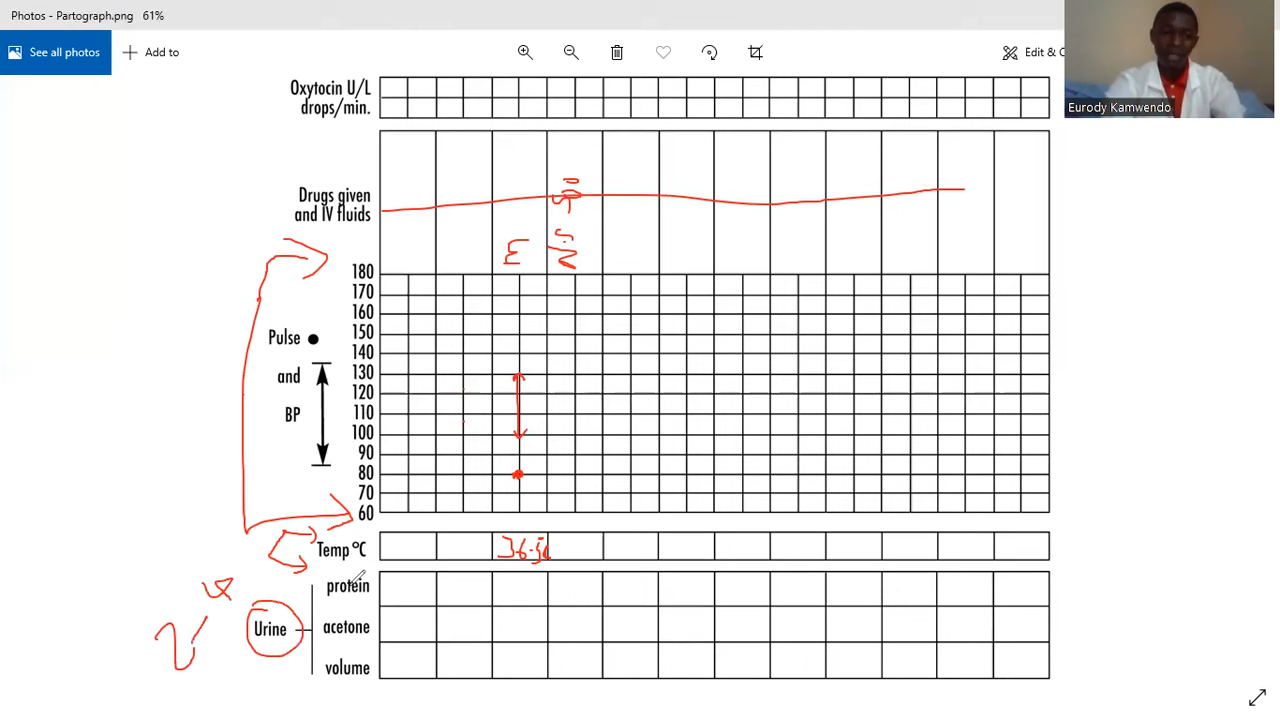 Photos - Partograph.png 61%
See all photos
Add to
Edit & C
Eurody Kamwendo
Oxytocin U/L
drops/min.
Drugs given
and IV fluids
180
170
160
Pulse
150
140
130
and
120
110
BP
100
90
80
70
60
Temp °C
protein
Urine
acetone
volume